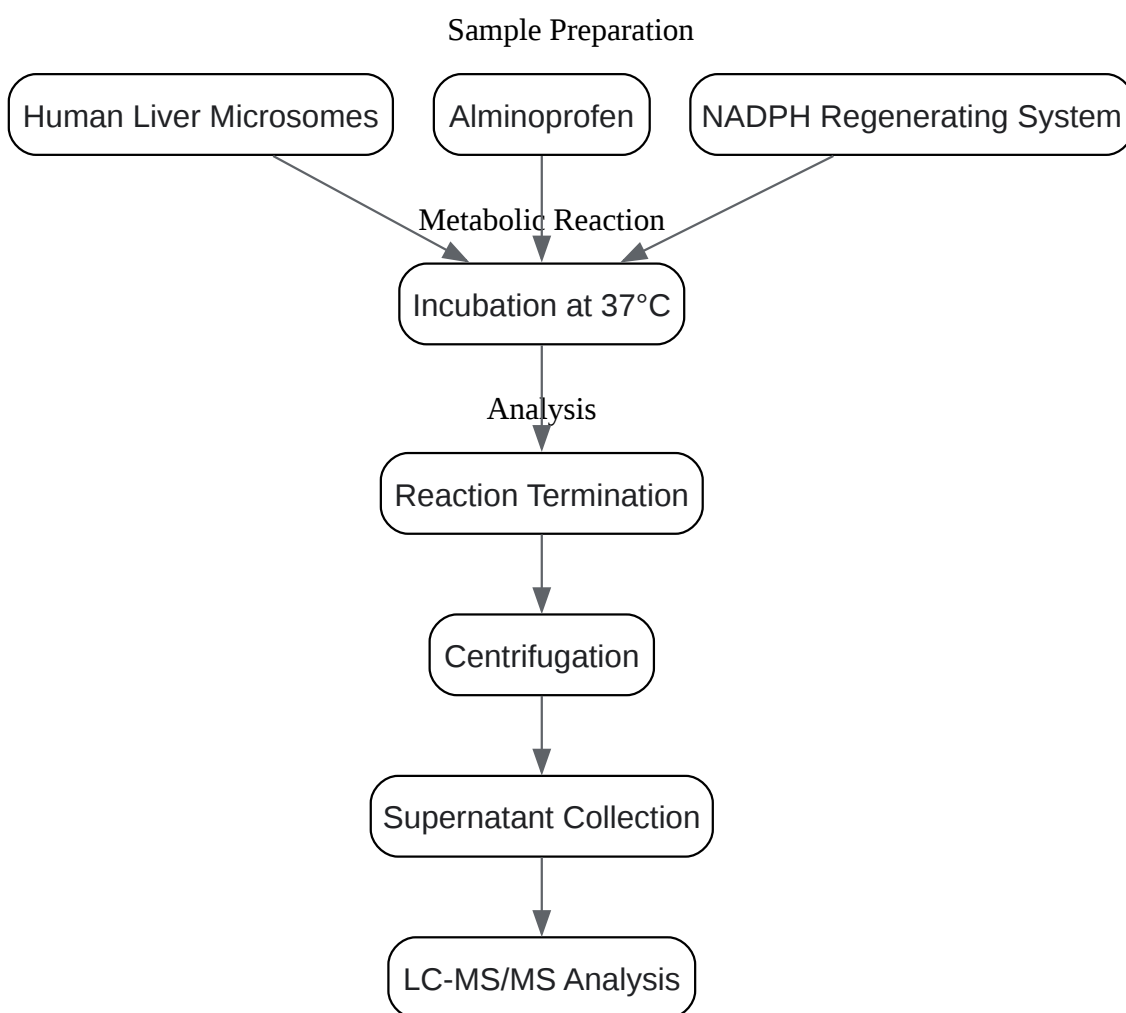 Sample Preparation
Human Liver Microsomes
Alminoprofen
NADPH Regenerating System
Metabolic Reaction
Incubation at 37°C
Analysis
Reaction Termination
Centrifugation
Supernatant Collection
LC-MS/MS Analysis